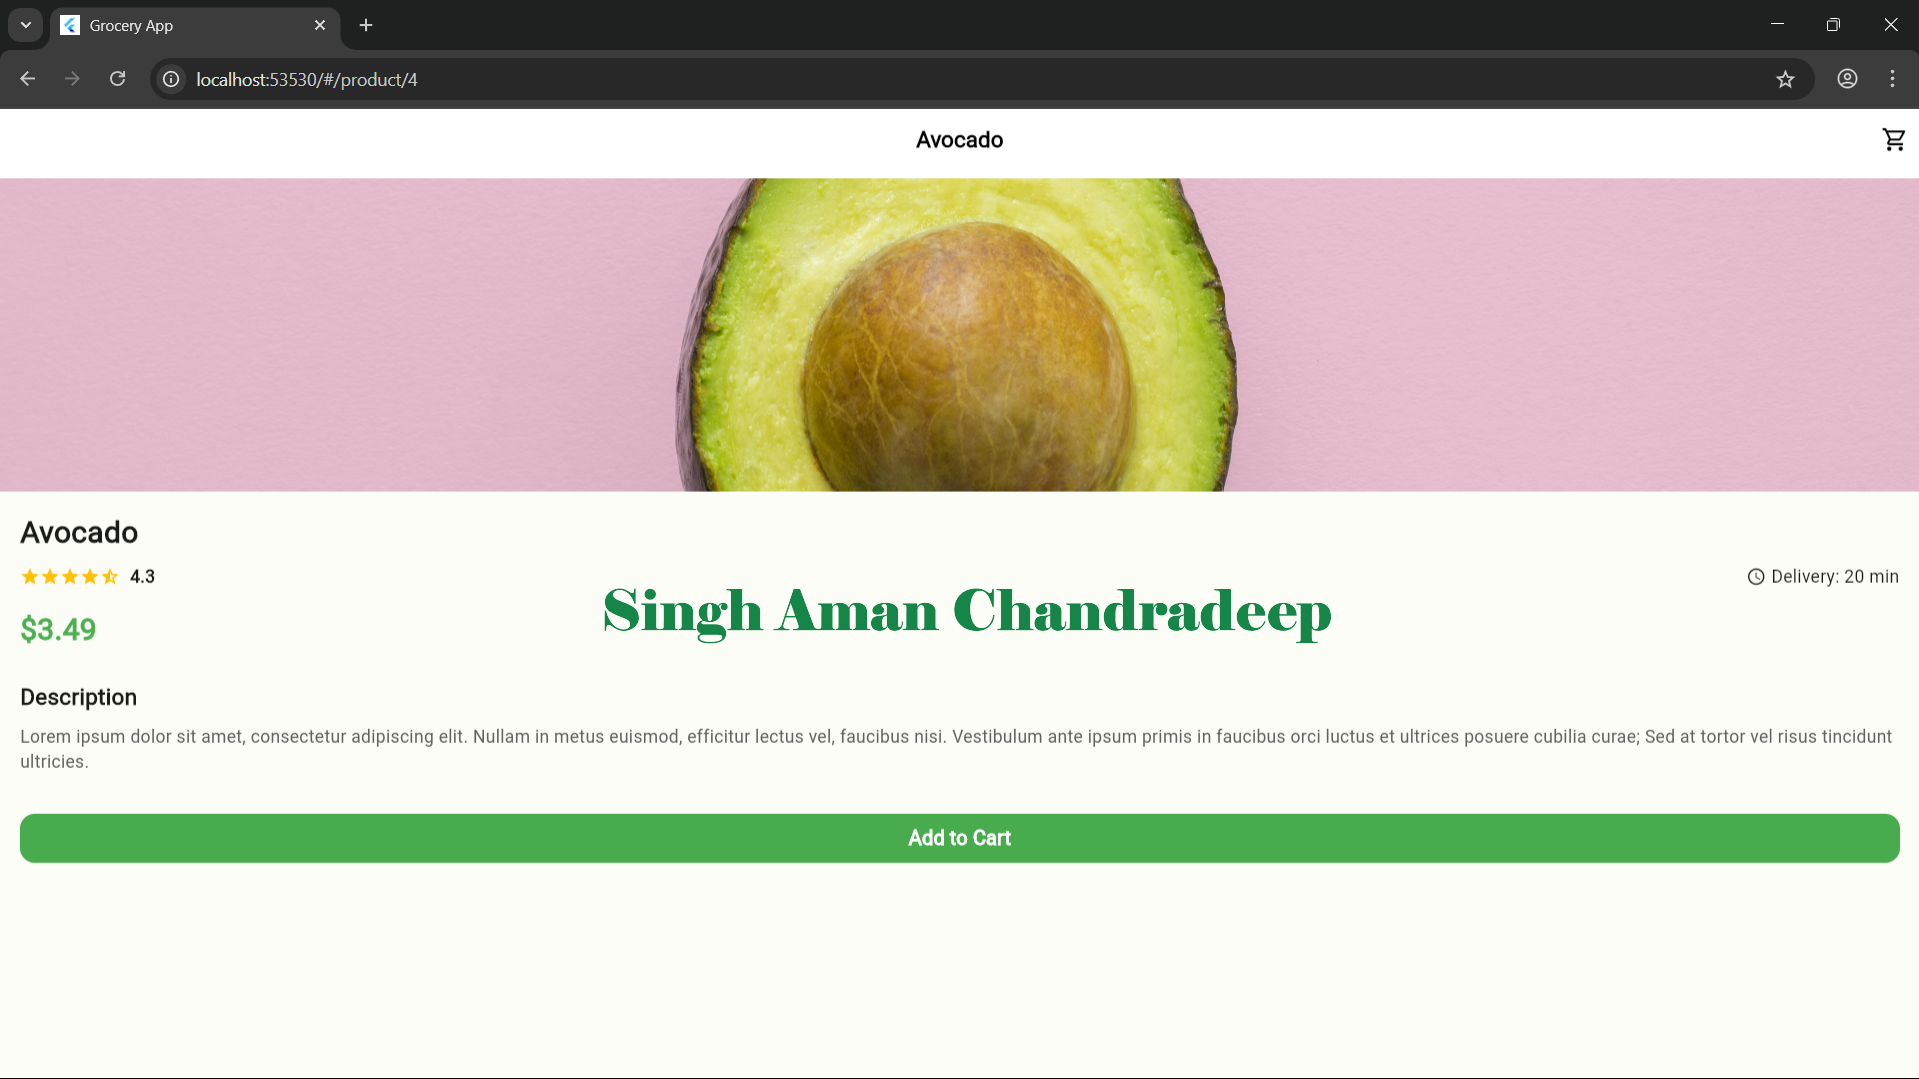 Grocery App
localhost:53530/#/product/4
Avocado
Avocado
4.3
Delivery: 20 min
Singh Aman Chandradeep
$3.49
Description
Lorem ipsum dolor sit amet, consectetur adipiscing elit. Nullam in metus euismod, efficitur lectus vel, faucibus nisi. Vestibulum ante ipsum primis in faucibus orci luctus et ultrices posuere cubilia curae; Sed at tortor vel risus tincidunt
ultricies.
Add to Cart